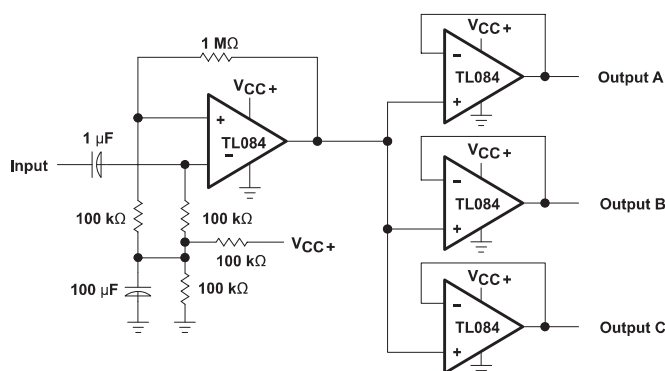 1 MΩ
VCC+
+
TL084
−
1 µF
Input
100 kΩ
100 kΩ
VCC+
100 kΩ
100 µF
100 kΩ
VCC+
−
TL084
+
Output A
VCC+
−
TL084
+
Output B
VCC+
−
TL084
+
Output C